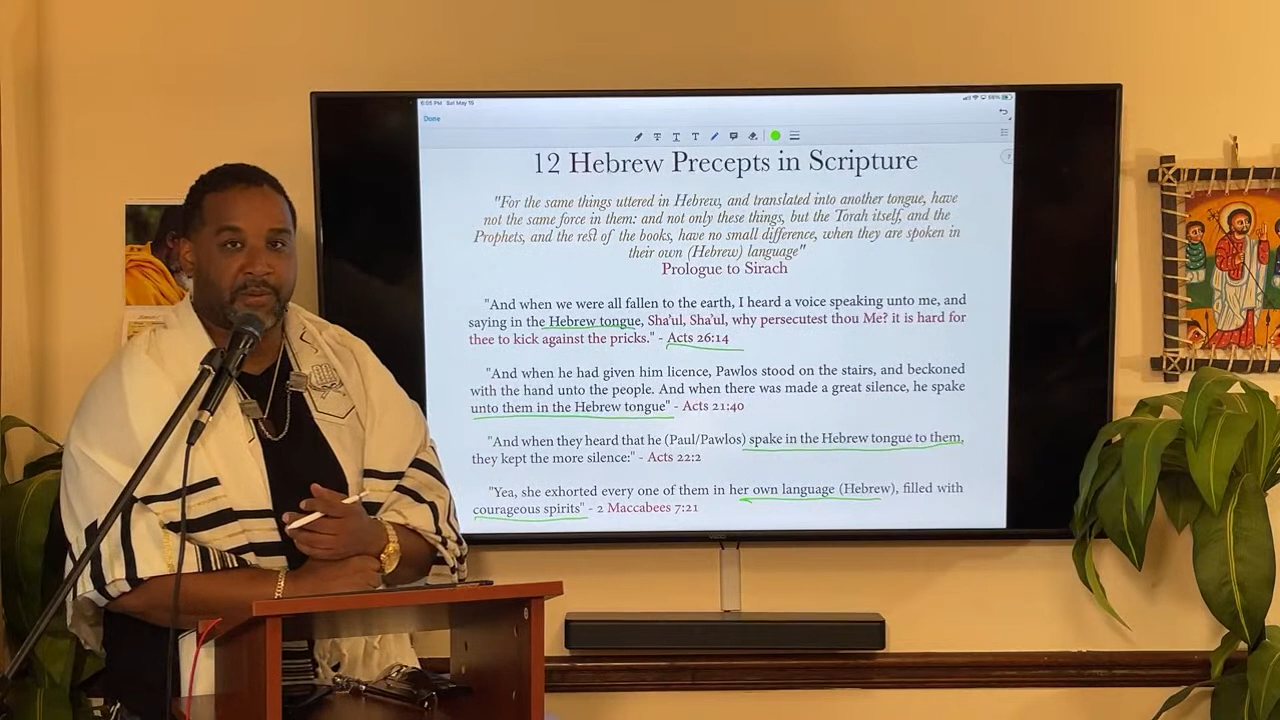 6:05 PM Sat May 15
56%
Done
12 Hebrew Precepts in Scripture
"For the same things uttered in Hebrew, and translated into another tongue, have
not the same force in them: and not only these things, but the Torah itself, and the
Prophets, and the rest of the books, have no small difference, when they are spoken in
their own (Hebrew) language"
Prologue to Sirach
"And when we were all fallen to the earth, I heard a voice speaking unto me, and
saying in the Hebrew tongue, Sha'ul, Sha'ul, why persecutest thou Me? it is hard for
thee to kick against the pricks." - Acts 26:14
"And when he had given him licence, Pawlos stood on the stairs, and beckoned
with the hand unto the people. And when there was made a great silence, he spake
unto them in the Hebrew tongue" - Acts 21:40
"And when they heard that he (Paul/Pawlos) spake in the Hebrew tongue to them,
they kept the more silence:" - Acts 22:2
"Yea, she exhorted every one of them in her own language (Hebrew), filled with
courageous spirits" - 2 Maccabees 7:21